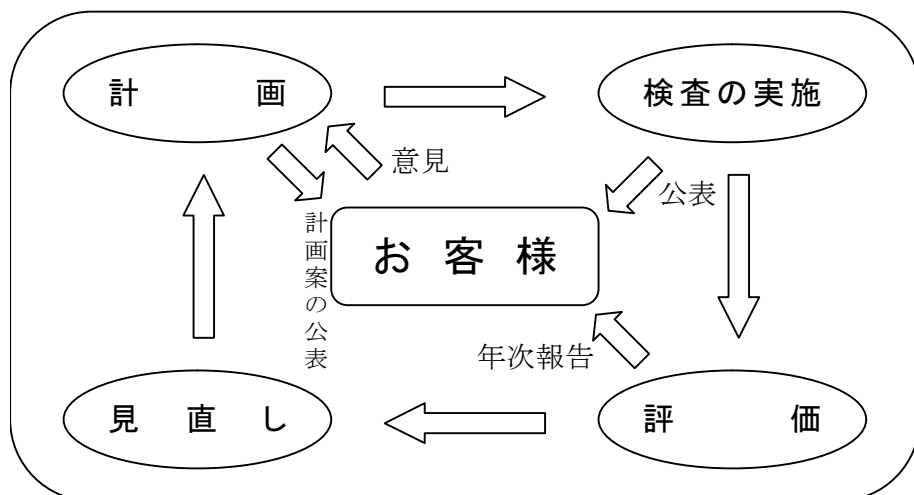 計画
検査の実施
意見
公表
計画案の公表
お客様
年次報告
見直し
評価